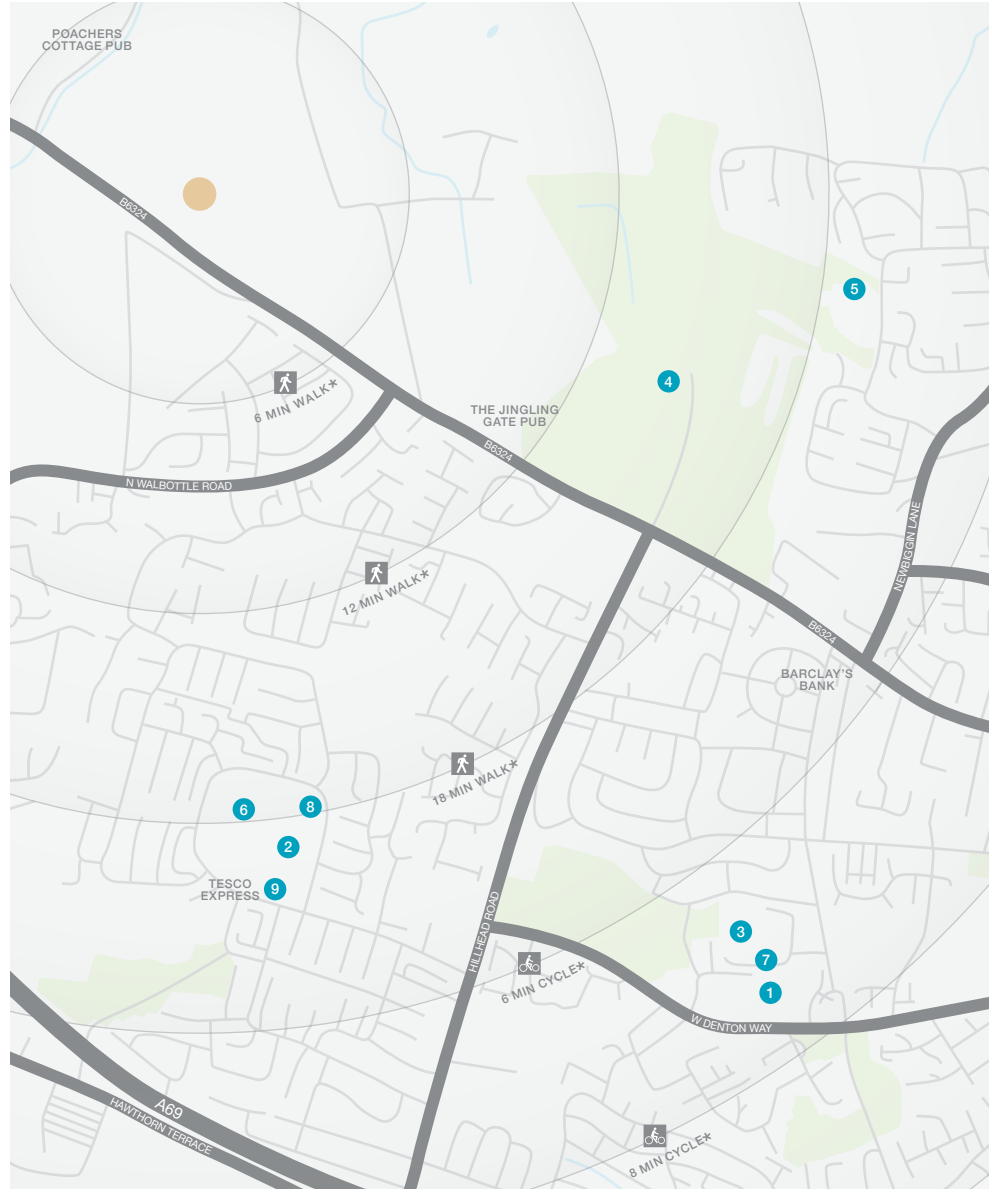 POACHERS
COTTAGE PUB
B6324
5
4
6 MIN WALK*
THE JINGLING
GATE PUB
B6324
N WALBOTTLE ROAD
NEWBIGGIN LANE
12 MIN WALK*
B6324
BARCLAY'S
BANK
18 MIN WALK*
6
8
2
TESCO
EXPRESS
9
HILLHEAD ROAD
3
7
6 MIN CYCLE*
1
W DENTON WAY
A69
HAWTHORN TERRACE
8 MIN CYCLE*